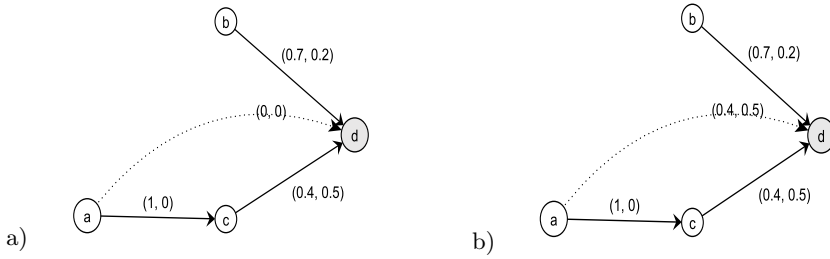 b
(0.7, 0.2)
(0, 0)
d
(0.4, 0.5)
a
(1, 0)
c
a)
b
(0.7, 0.2)
(0.4, 0.5)
d
(0.4, 0.5)
a
(1, 0)
c
b)